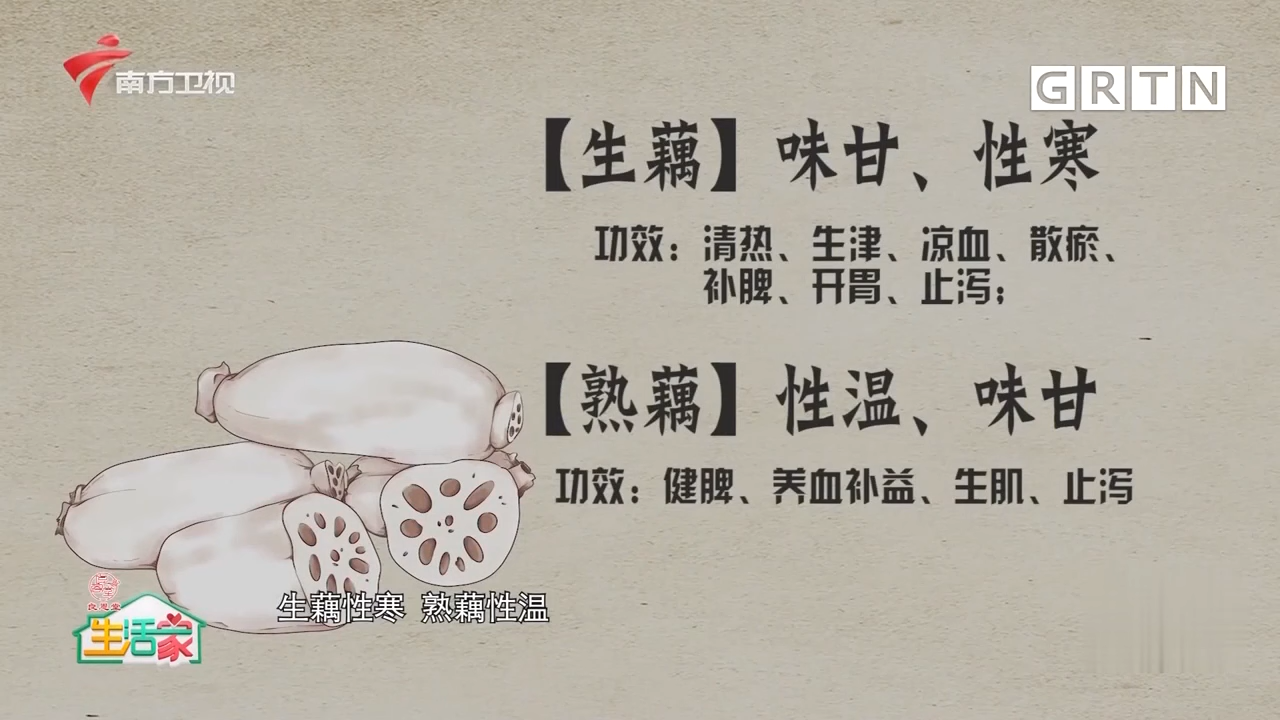 南方卫视
GRTN
【生藕】味甘、性寒
功效：清热、生津、凉血、散瘀、
补脾、开胃、止泻；
【熟藕】性温、味甘
功效：健脾、养血补益、生肌、止泻
生藕性寒 熟藕性温
生活家